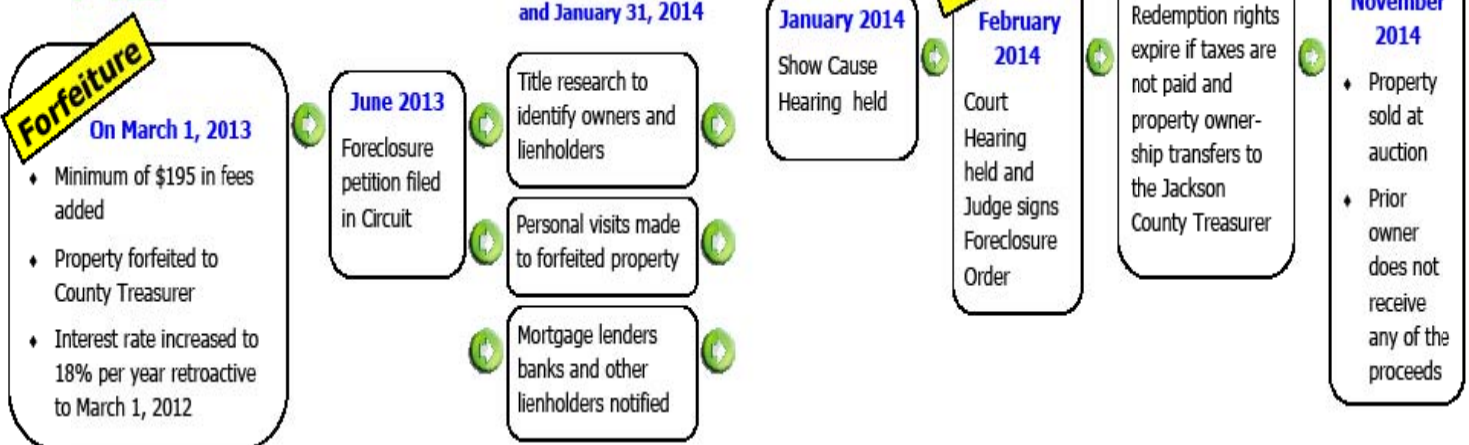 Forfeiture
On March 1, 2013
♦ Minimum of $195 in fees
added
♦ Property forfeited to
County Treasurer
♦ Interest rate increased to
18% per year retroactive
to March 1, 2012
June 2013
Foreclosure
petition filed
in Circuit
and January 31, 2014
Title research to
identify owners and
lienholders
Personal visits made
to forfeited property
Mortgage lenders
banks and other
lienholders notified
January 2014
Show Cause
Hearing held
February
2014
Court
Hearing
held and
Judge signs
Foreclosure
Order
Redemption rights
expire if taxes are
not paid and
property owner-
ship transfers to
the Jackson
County Treasurer
November
2014
♦ Property
sold at
auction
♦ Prior
owner
does not
receive
any of the
proceeds